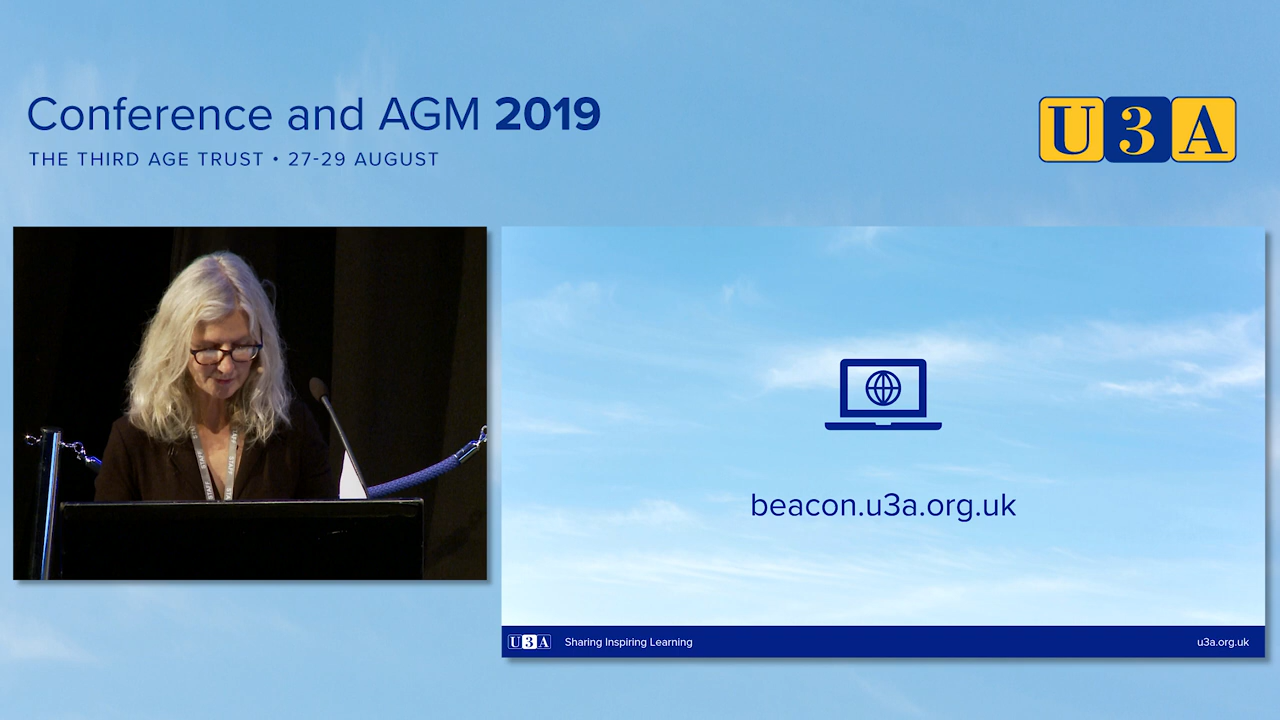 Conference and AGM 2019
THE THIRD AGE TRUST • 27-29 AUGUST
U3A
STAFF
beacon.u3a.org.uk
U3A
Sharing Inspiring Learning
u3a.org.uk